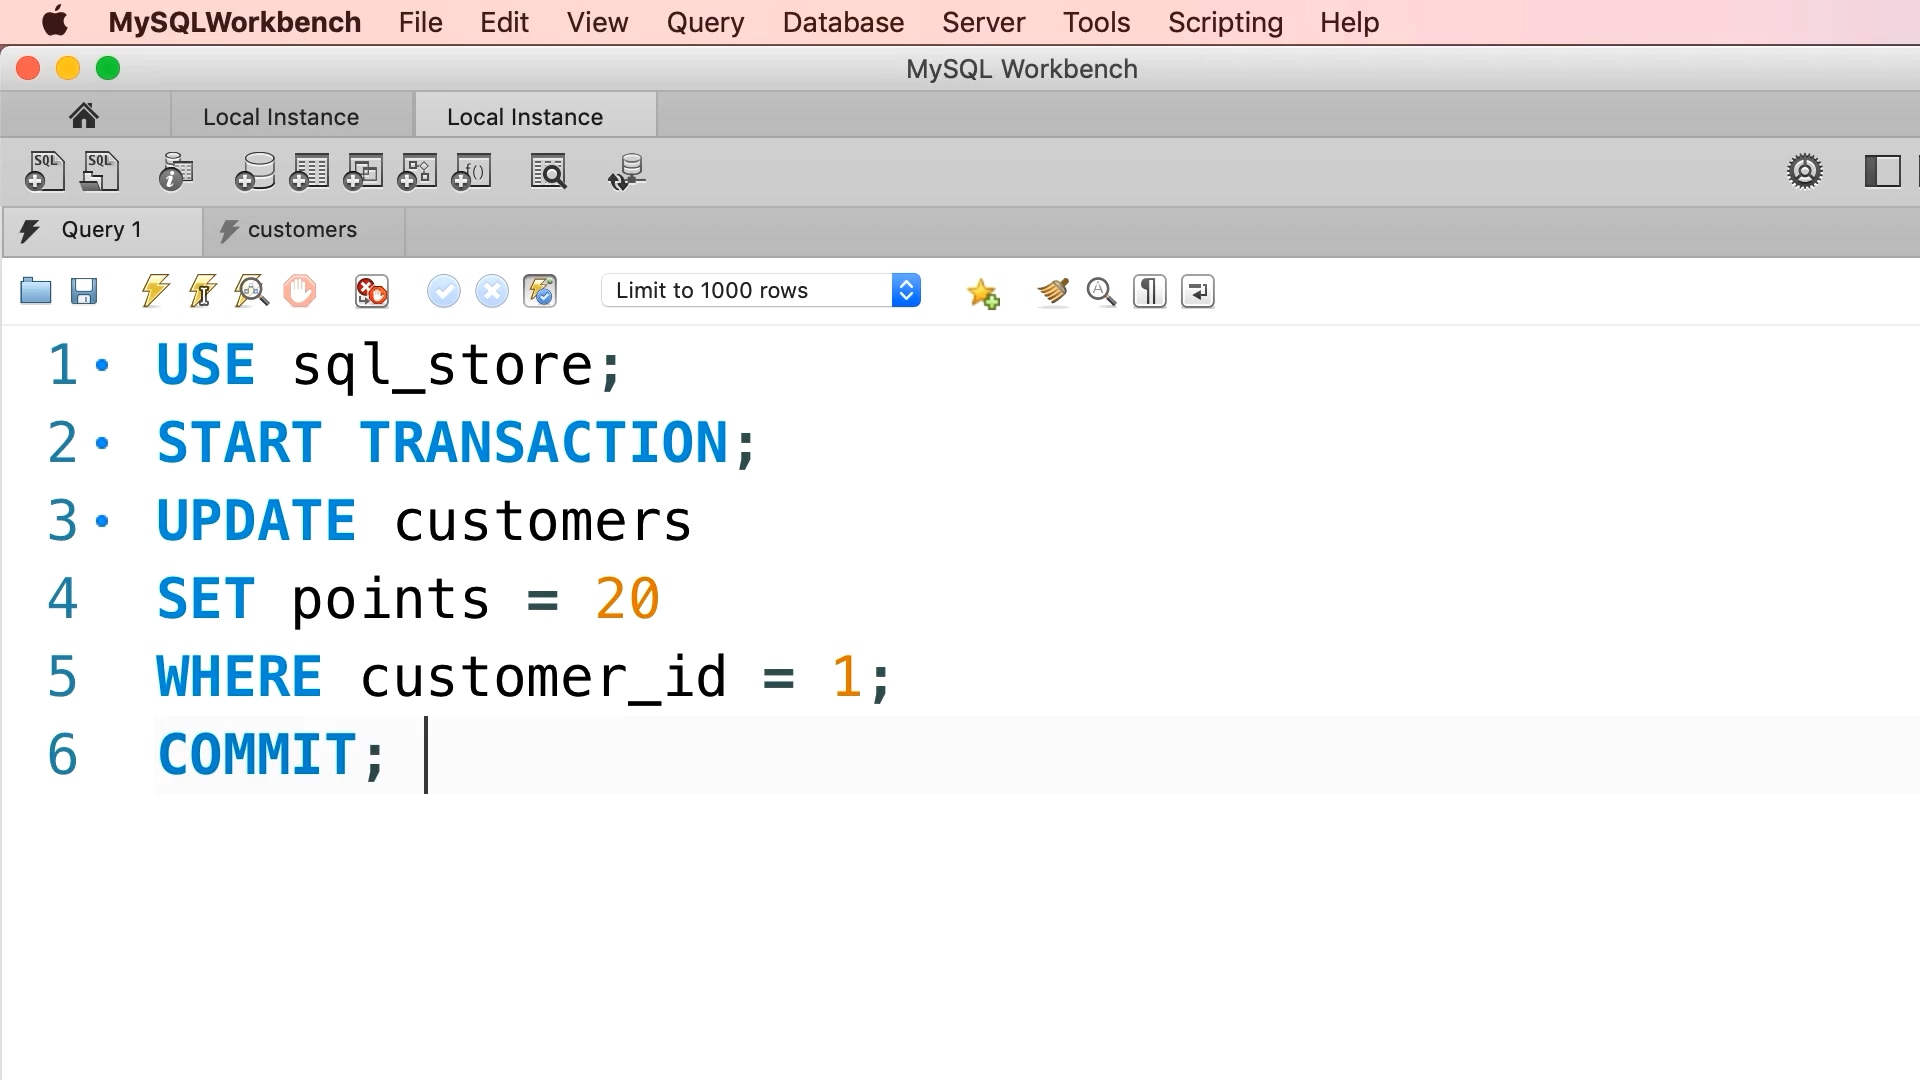 MySQLWorkbench File Edit View Query Database Server Tools Scripting Help
MySQL Workbench
Local Instance Local Instance
SQL SQL f()
Query 1 customers
Limit to 1000 rows
1 USE sql_store;
2 START TRANSACTION;
3 UPDATE customers
4 SET points = 20
5 WHERE customer_id = 1;
6 COMMIT;